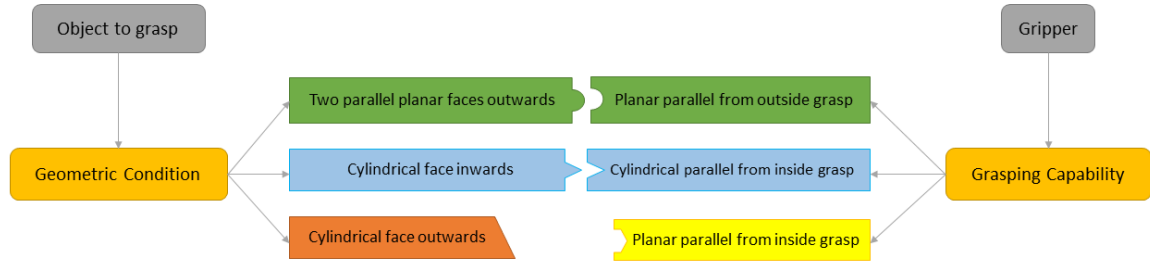 Object to grasp
Gripper
Two parallel planar faces outwards
Planar parallel from outside grasp
Geometric Condition
Cylindrical face inwards
Cylindrical parallel from inside grasp
Grasping Capability
Cylindrical face outwards
Planar parallel from inside grasp